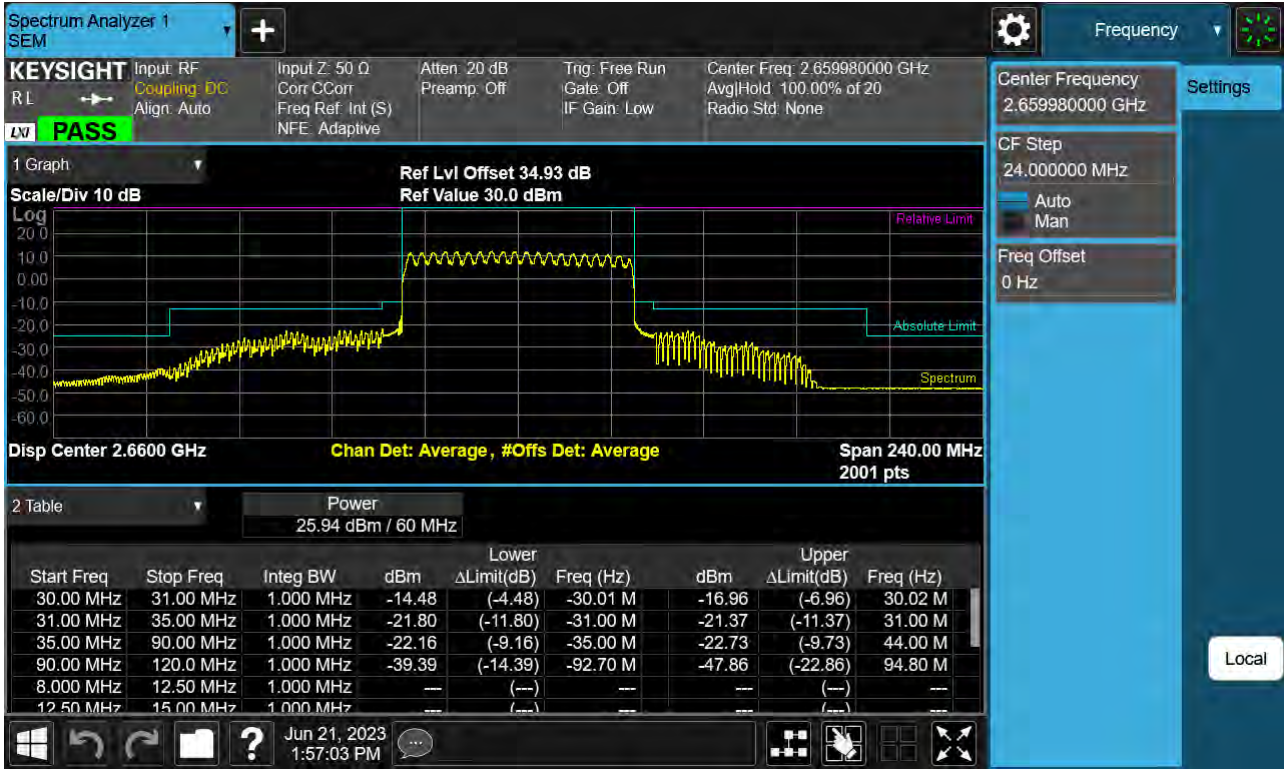 Spectrum Analyzer 1
SEM
Frequency
KEYSIGHT
R L
LXI
PASS
Input: RF
Coupling: DC
Align: Auto
Input Z: 50 Ω
Corr CCorr
Freq Ref: Int (S)
NFE: Adaptive
Atten: 20 dB
Preamp: Off
Trig: Free Run
Gate: Off
IF Gain: Low
Center Freq: 2.659980000 GHz
Avg|Hold: 100.00% of 20
Radio Std: None
Center Frequency
2.659980000 GHz
Settings
CF Step
24.000000 MHz
Auto
Man
Freq Offset
0 Hz
1 Graph
Ref Lvl Offset 34.93 dB
Scale/Div 10 dB
Ref Value 30.0 dBm
Log
20.0
10.0
0.00
-10.0
-20.0
-30.0
-40.0
-50.0
-60.0
Relative Limit
Absolute Limit
Spectrum
Disp Center 2.6600 GHz
Chan Det: Average , #Offs Det: Average
Span 240.00 MHz
2001 pts
2 Table
Power
25.94 dBm / 60 MHz
Lower Upper
Start Freq Stop Freq Integ BW dBm ΔLimit(dB) Freq (Hz) dBm ΔLimit(dB) Freq (Hz)
30.00 MHz 31.00 MHz 1.000 MHz -14.48 (-4.48) -30.01 M -16.96 (-6.96) 30.02 M
31.00 MHz 35.00 MHz 1.000 MHz -21.80 (-11.80) -31.00 M -21.37 (-11.37) 31.00 M
35.00 MHz 90.00 MHz 1.000 MHz -22.16 (-9.16) -35.00 M -22.73 (-9.73) 44.00 M
90.00 MHz 120.0 MHz 1.000 MHz -39.39 (-14.39) -92.70 M -47.86 (-22.86) 94.80 M
8.000 MHz 12.50 MHz 1.000 MHz --- (---) --- --- (---) ---
12.50 MHz 15.00 MHz 1.000 MHz --- (---) --- --- (---) ---
Local
?
Jun 21, 2023
1:57:03 PM